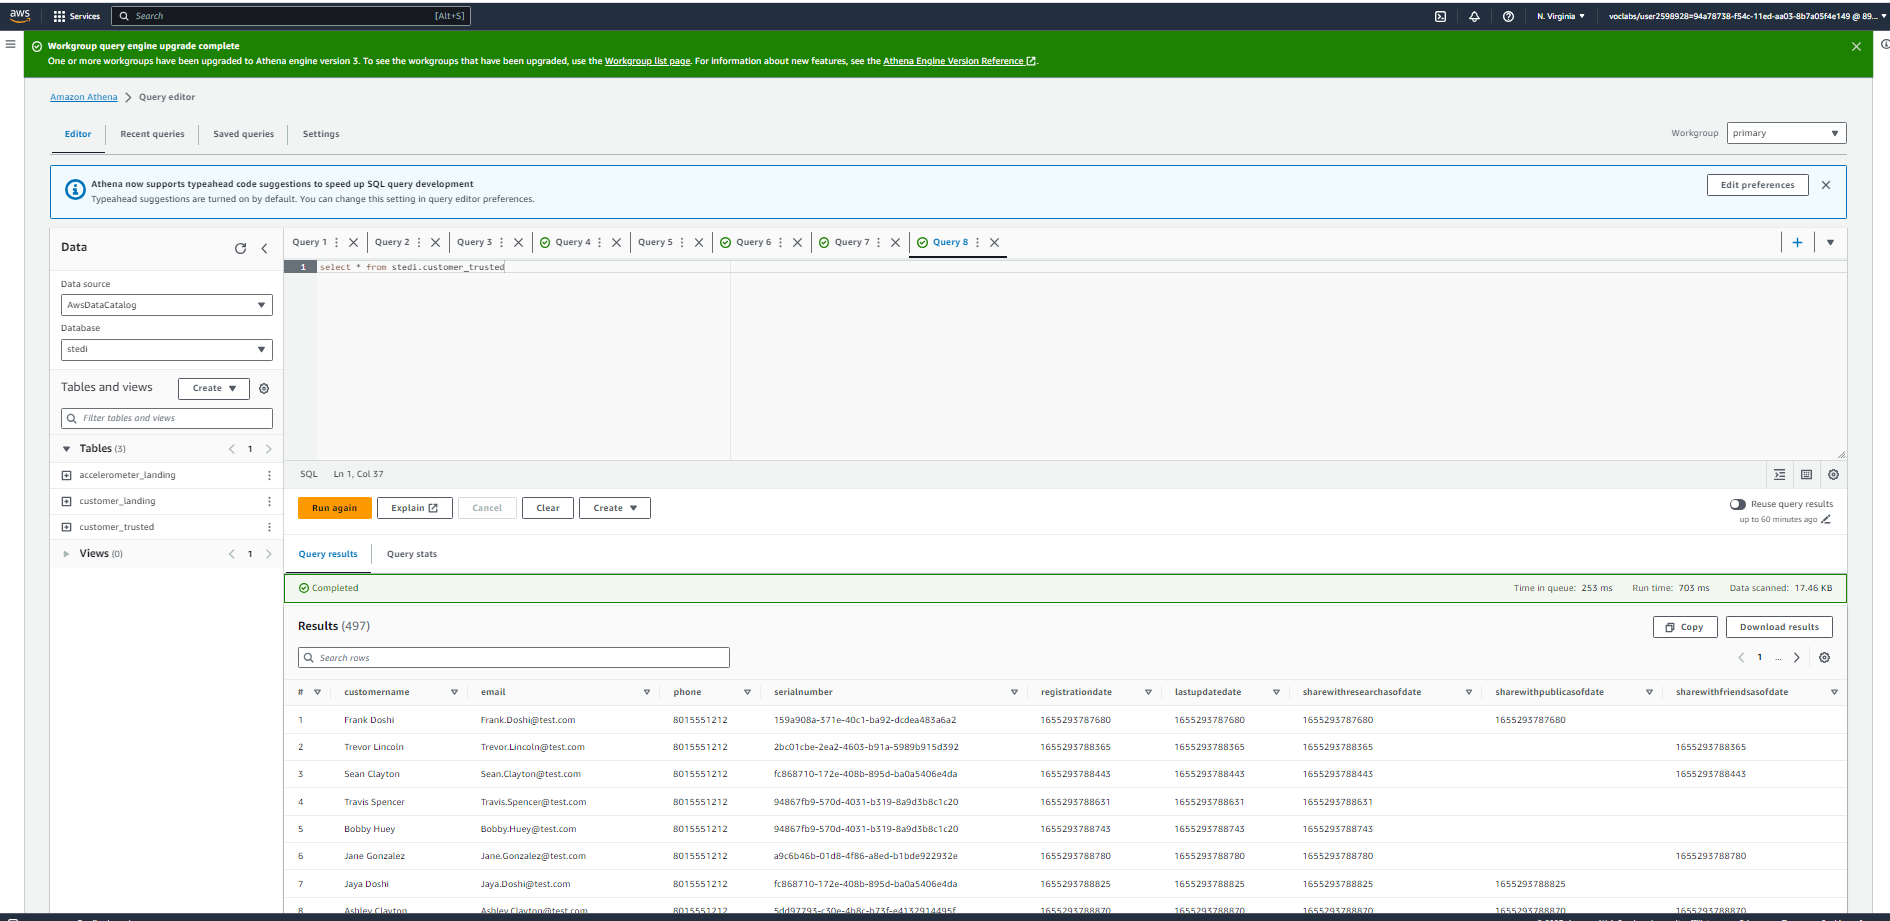 aws Services Search [Alt+S] N. Virginia voclabs/user2598928=94a78738-f54c-11ed-aa03-8b7a05f4e149 @ 89...
Workgroup query engine upgrade complete
One or more workgroups have been upgraded to Athena engine version 3. To see the workgroups that have been upgraded, use the Workgroup list page. For information about new features, see the Athena Engine Version Reference.
Amazon Athena > Query editor
Editor Recent queries Saved queries Settings Workgroup primary
Athena now supports typeahead code suggestions to speed up SQL query development
Typeahead suggestions are turned on by default. You can change this setting in query editor preferences.
Edit preferences
Data
Data source
AwsDataCatalog
Database
stedi
Tables and views Create
Filter tables and views
Tables (3) < 1 >
accelerometer_landing
customer_landing
customer_trusted
Views (0) < 1 >
Query 1 Query 2 Query 3 Query 4 Query 5 Query 6 Query 7 Query 8
1 select * from stedi.customer_trusted
SQL Ln 1, Col 37
Run again Explain Cancel Clear Create
Reuse query results
up to 60 minutes ago
Query results Query stats
Completed Time in queue: 253 ms Run time: 703 ms Data scanned: 17.46 KB
Results (497) Copy Download results
Search rows < 1 ... >
# customername email phone serialnumber registrationdate lastupdatedate sharewithresearchasofdate sharewithpublicasofdate sharewithfriendsasofdate
1 Frank Doshi Frank.Doshi@test.com 8015551212 159a908a-371e-40c1-ba92-dcdea483a6a2 1655293787680 1655293787680 1655293787680 1655293787680
2 Trevor Lincoln Trevor.Lincoln@test.com 8015551212 2bc01cbe-2ea2-4603-b91a-5989b915d392 1655293788365 1655293788365 1655293788365 1655293788365
3 Sean Clayton Sean.Clayton@test.com 8015551212 fc868710-172e-408b-895d-ba0a5406e4da 1655293788443 1655293788443 1655293788443 1655293788443
4 Travis Spencer Travis.Spencer@test.com 8015551212 94867fb9-570d-4031-b319-8a9d3b8c1c20 1655293788631 1655293788631 1655293788631
5 Bobby Huey Bobby.Huey@test.com 8015551212 94867fb9-570d-4031-b319-8a9d3b8c1c20 1655293788743 1655293788743 1655293788743
6 Jane Gonzalez Jane.Gonzalez@test.com 8015551212 a9c6b46b-01d8-4f86-a8ed-b1bde922932e 1655293788780 1655293788780 1655293788780 1655293788780
7 Jaya Doshi Jaya.Doshi@test.com 8015551212 fc868710-172e-408b-895d-ba0a5406e4da 1655293788825 1655293788825 1655293788825 1655293788825
8 Ashley Clayton Ashley.Clayton@test.com 8015551212 5dd97793-c30e-4b8c-b73f-e4132914495f 1655293788870 1655293788870 1655293788870 1655293788870 1655293788870